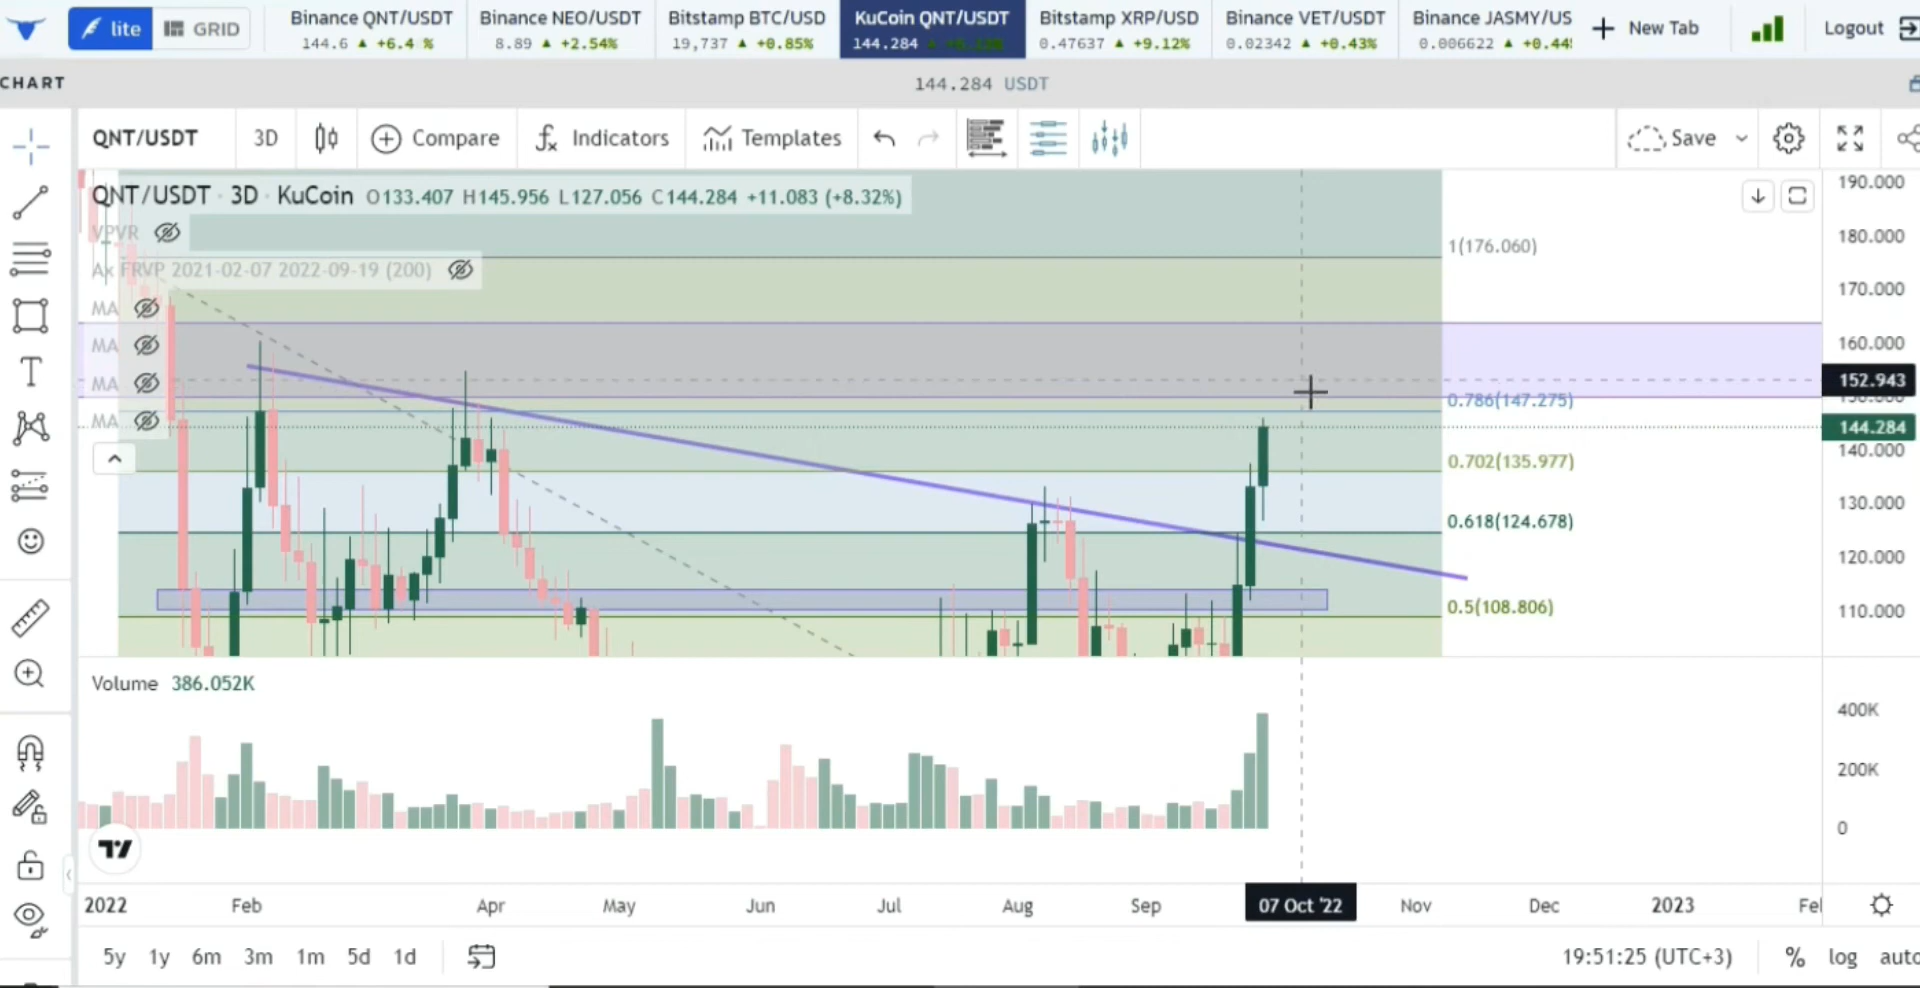 lite
GRID
Binance QNT/USDT
144.6 ▲ +6.4 %
Binance NEO/USDT
8.89 ▲ +2.54%
Bitstamp BTC/USD
19,737 ▲ +0.85%
KuCoin QNT/USDT
144.284
Bitstamp XRP/USD
0.47637 ▲ +9.12%
Binance VET/USDT
0.02342 ▲ +0.43%
Binance JASMY/US
0.006622 ▲ +0.44
New Tab
Logout
CHART
144.284 USDT
QNT/USDT
3D
Compare
Indicators
Templates
Save
QNT/USDT · 3D · KuCoin O133.407 H145.956 L127.056 C144.284 +11.083 (+8.32%)
VPVR
Ax FRVP 2021-02-07 2022-09-19 (200)
MA
MA
MA
MA
1(176.060)
0.786(147.275)
0.702(135.977)
0.618(124.678)
0.5(108.806)
190.000
180.000
170.000
160.000
152.943
150.000
144.284
140.000
130.000
120.000
110.000
Volume 386.052K
400K
200K
0
2022 Feb Apr May Jun Jul Aug Sep 07 Oct '22 Nov Dec 2023 Fel
5y 1y 6m 3m 1m 5d 1d
19:51:25 (UTC+3) % log auto